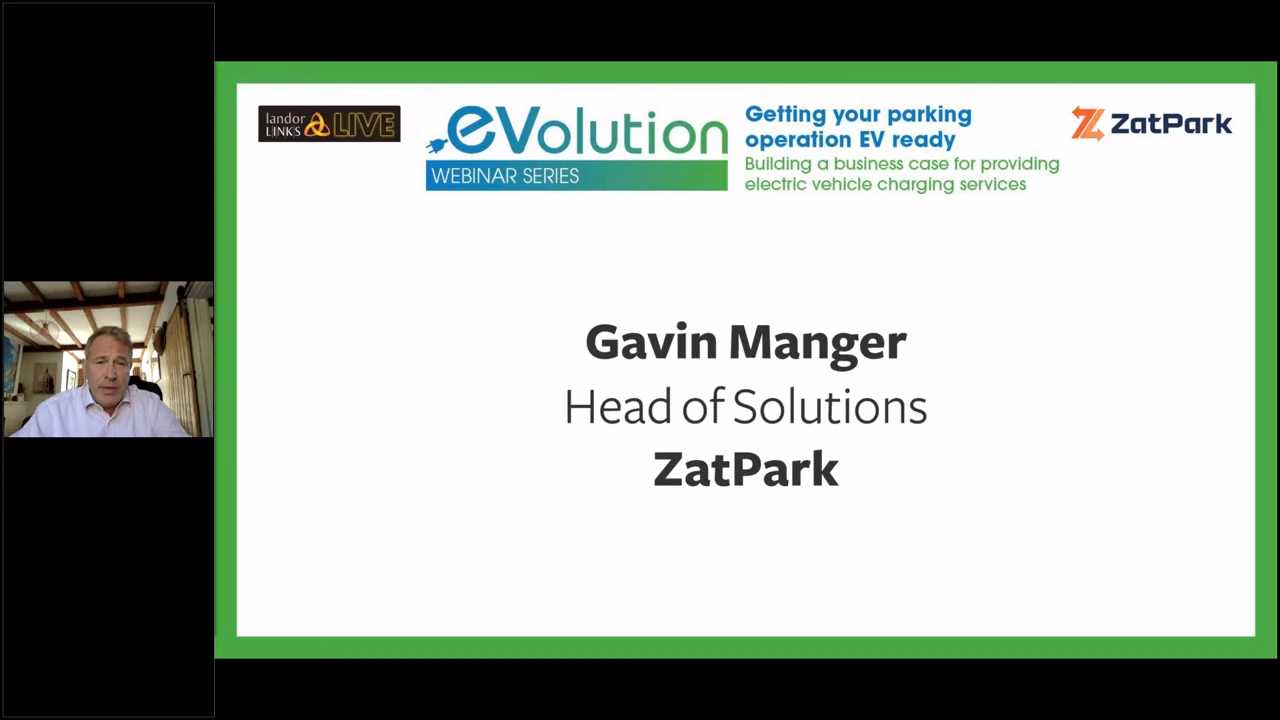 landor
LINKS LIVE
eVolution
WEBINAR SERIES
Getting your parking
operation EV ready
Building a business case for providing
electric vehicle charging services
ZatPark
Gavin Manger
Head of Solutions
ZatPark